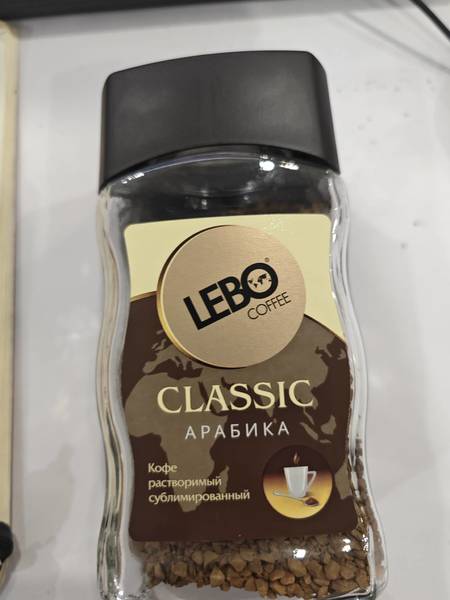 LEBO®
COFFEE
CLASSIC
АРАБИКА
Кофе
растворимый
сублимированный